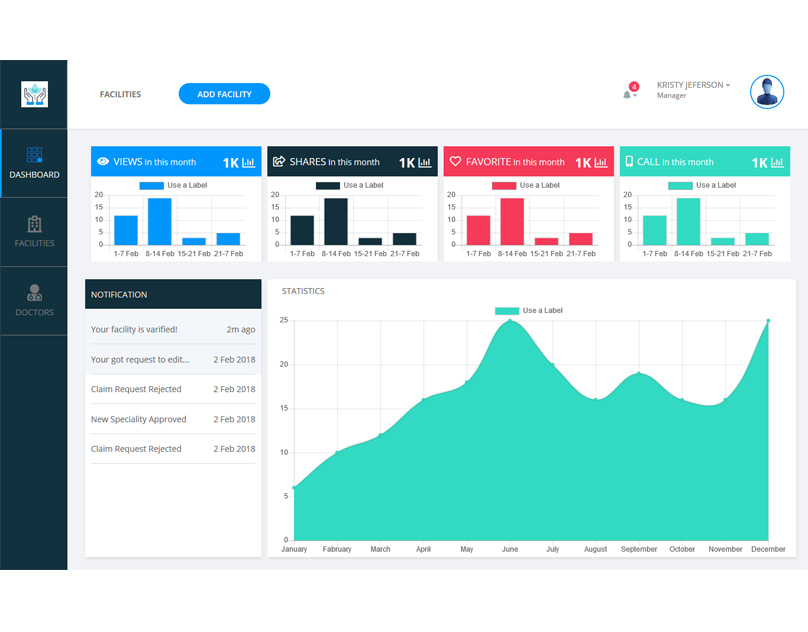 FACILITIES
ADD FACILITY
4
KRISTY JEFERSON
Manager
DASHBOARD
FACILITIES
DOCTORS
VIEWS in this month 1K
Use a Label
20
15
10
5
0
1-7 Feb 8-14 Feb 15-21 Feb 21-7 Feb
SHARES in this month 1K
Use a Label
20
15
10
5
0
1-7 Feb 8-14 Feb 15-21 Feb 21-7 Feb
FAVORITE in this month 1K
Use a Label
20
15
10
5
0
1-7 Feb 8-14 Feb 15-21 Feb 21-7 Feb
CALL in this month 1K
Use a Label
20
15
10
5
0
1-7 Feb 8-14 Feb 15-21 Feb 21-7 Feb
NOTIFICATION
Your facility is varified! 2m ago
Your got request to edit... 2 Feb 2018
Claim Request Rejected 2 Feb 2018
New Speciality Approved 2 Feb 2018
Claim Request Rejected 2 Feb 2018
STATISTICS
Use a Label
25
20
15
10
5
0
January Fabruary March April May June July August September October November December